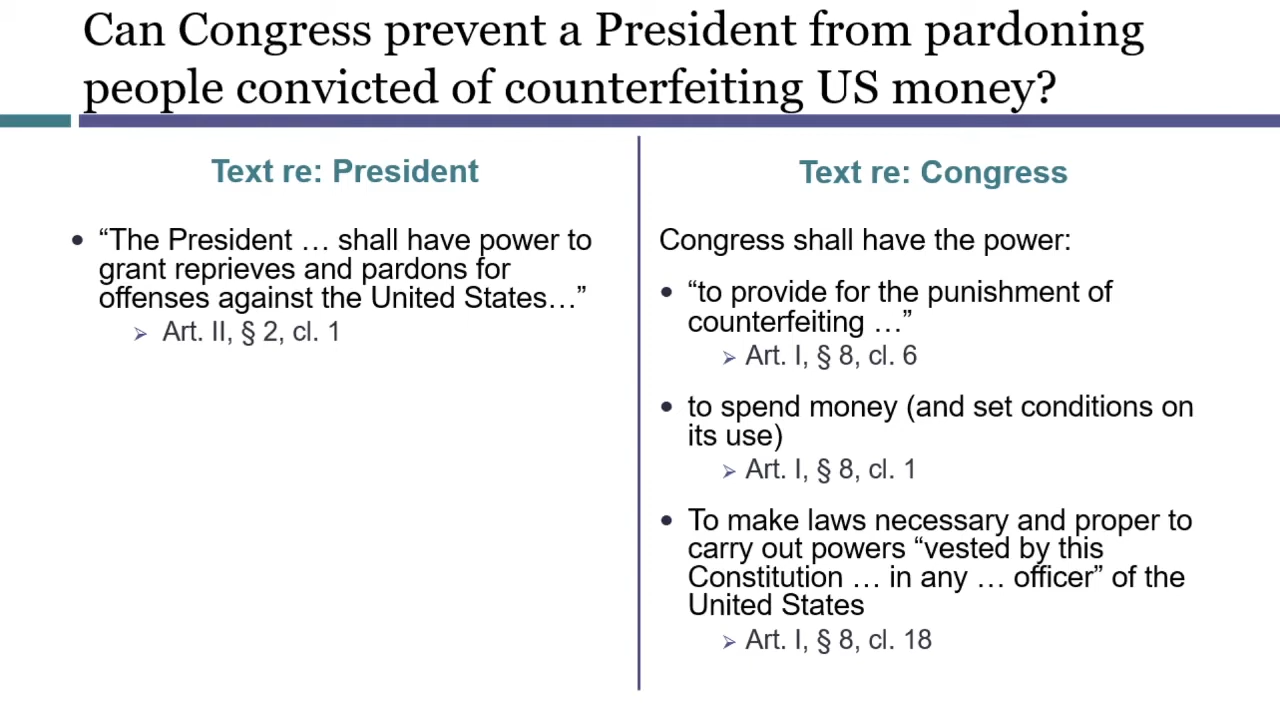 Can Congress prevent a President from pardoning
people convicted of counterfeiting US money?
Text re: President
• “The President … shall have power to
grant reprieves and pardons for
offenses against the United States…”
➢ Art. II, § 2, cl. 1
Text re: Congress
Congress shall have the power:
• “to provide for the punishment of
counterfeiting …”
➢ Art. I, § 8, cl. 6
• to spend money (and set conditions on
its use)
➢ Art. I, § 8, cl. 1
• To make laws necessary and proper to
carry out powers “vested by this
Constitution … in any … officer” of the
United States
➢ Art. I, § 8, cl. 18